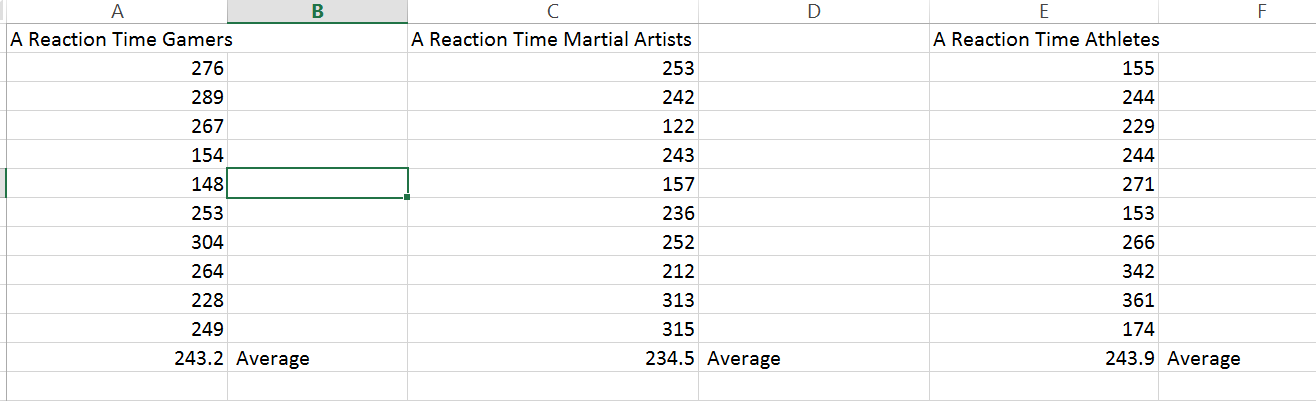 A B C D E F
A Reaction Time Gamers A Reaction Time Martial Artists A Reaction Time Athletes
276 253 155
289 242 244
267 122 229
154 243 244
148 157 271
253 236 153
304 252 266
264 212 342
228 313 361
249 315 174
243.2 Average 234.5 Average 243.9 Average